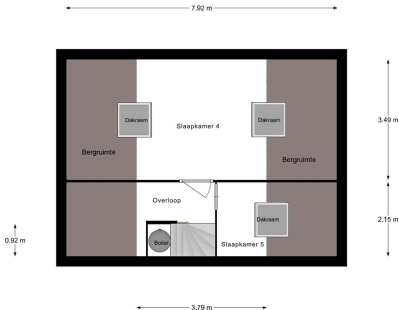 7.92 m
Dakraam
Slaapkamer 4
Dakraam
3.49 m
Bergruimte
Bergruimte
Overloop
2.15 m
Dakraam
0.92 m
Boiler
Slaapkamer 5
3.79 m